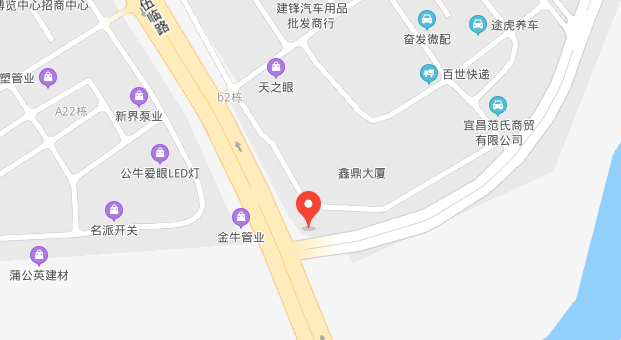 博览中心招商中心
伍临路
建锋汽车用品
批发商行
奋发微配
途虎养车
塑管业
天之眼
百世快递
A22栋
新界泵业
b2栋
宜昌范氏商贸
有限公司
公牛爱眼LED灯
鑫鼎大厦
名派开关
金牛管业
蒲公英建材